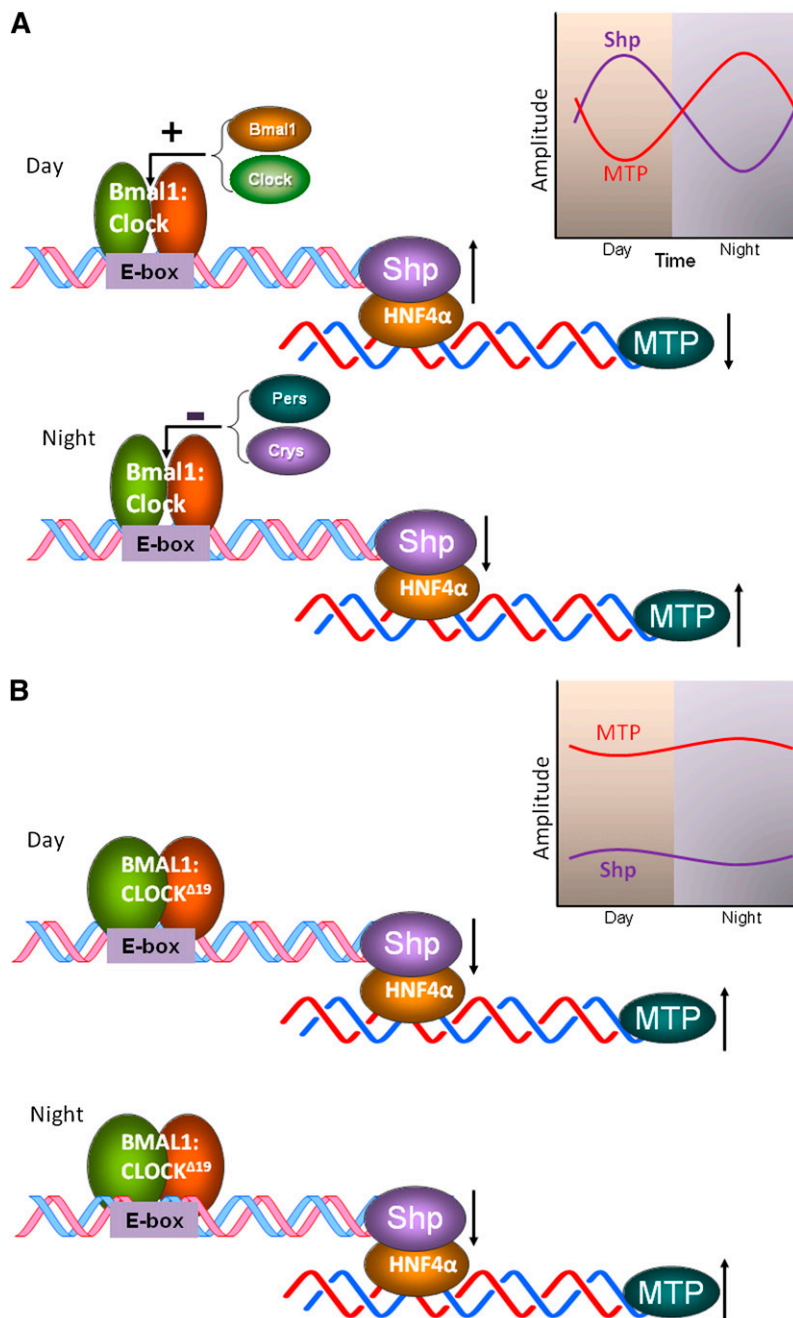 A
Day
+
Bmal1
Clock
Bmal1:
Clock
E-box
Shp
HNF4α
MTP
Amplitude
Shp
MTP
Day
Night
Time
Night
-
Pers
Crys
Bmal1:
Clock
E-box
Shp
HNF4α
MTP
B
Day
BMAL1:
CLOCKΔ19
E-box
Shp
HNF4α
MTP
Amplitude
MTP
Shp
Day
Night
Night
BMAL1:
CLOCKΔ19
E-box
Shp
HNF4α
MTP